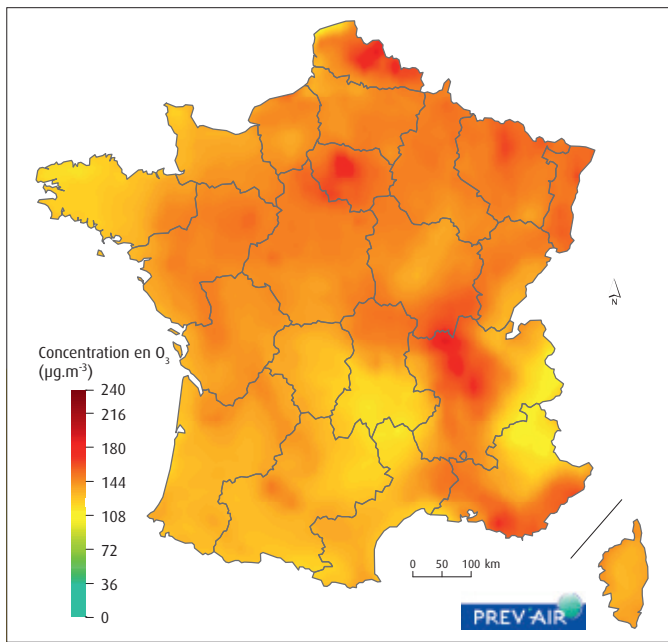 N
Concentration en O₃
(µg.m⁻³)
240
216
180
144
108
72
36
0
0 50 100 km
PREV'AIR